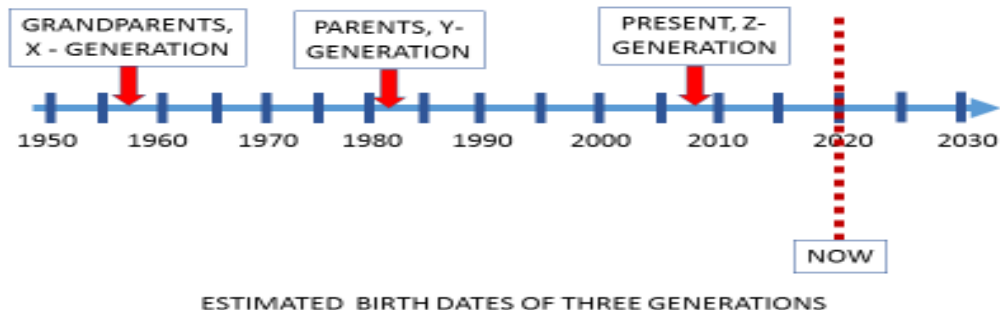 GRANDPARENTS,
X - GENERATION
PARENTS, Y-
GENERATION
PRESENT, Z-
GENERATION
1950 1960 1970 1980 1990 2000 2010 2020 2030
NOW
ESTIMATED BIRTH DATES OF THREE GENERATIONS